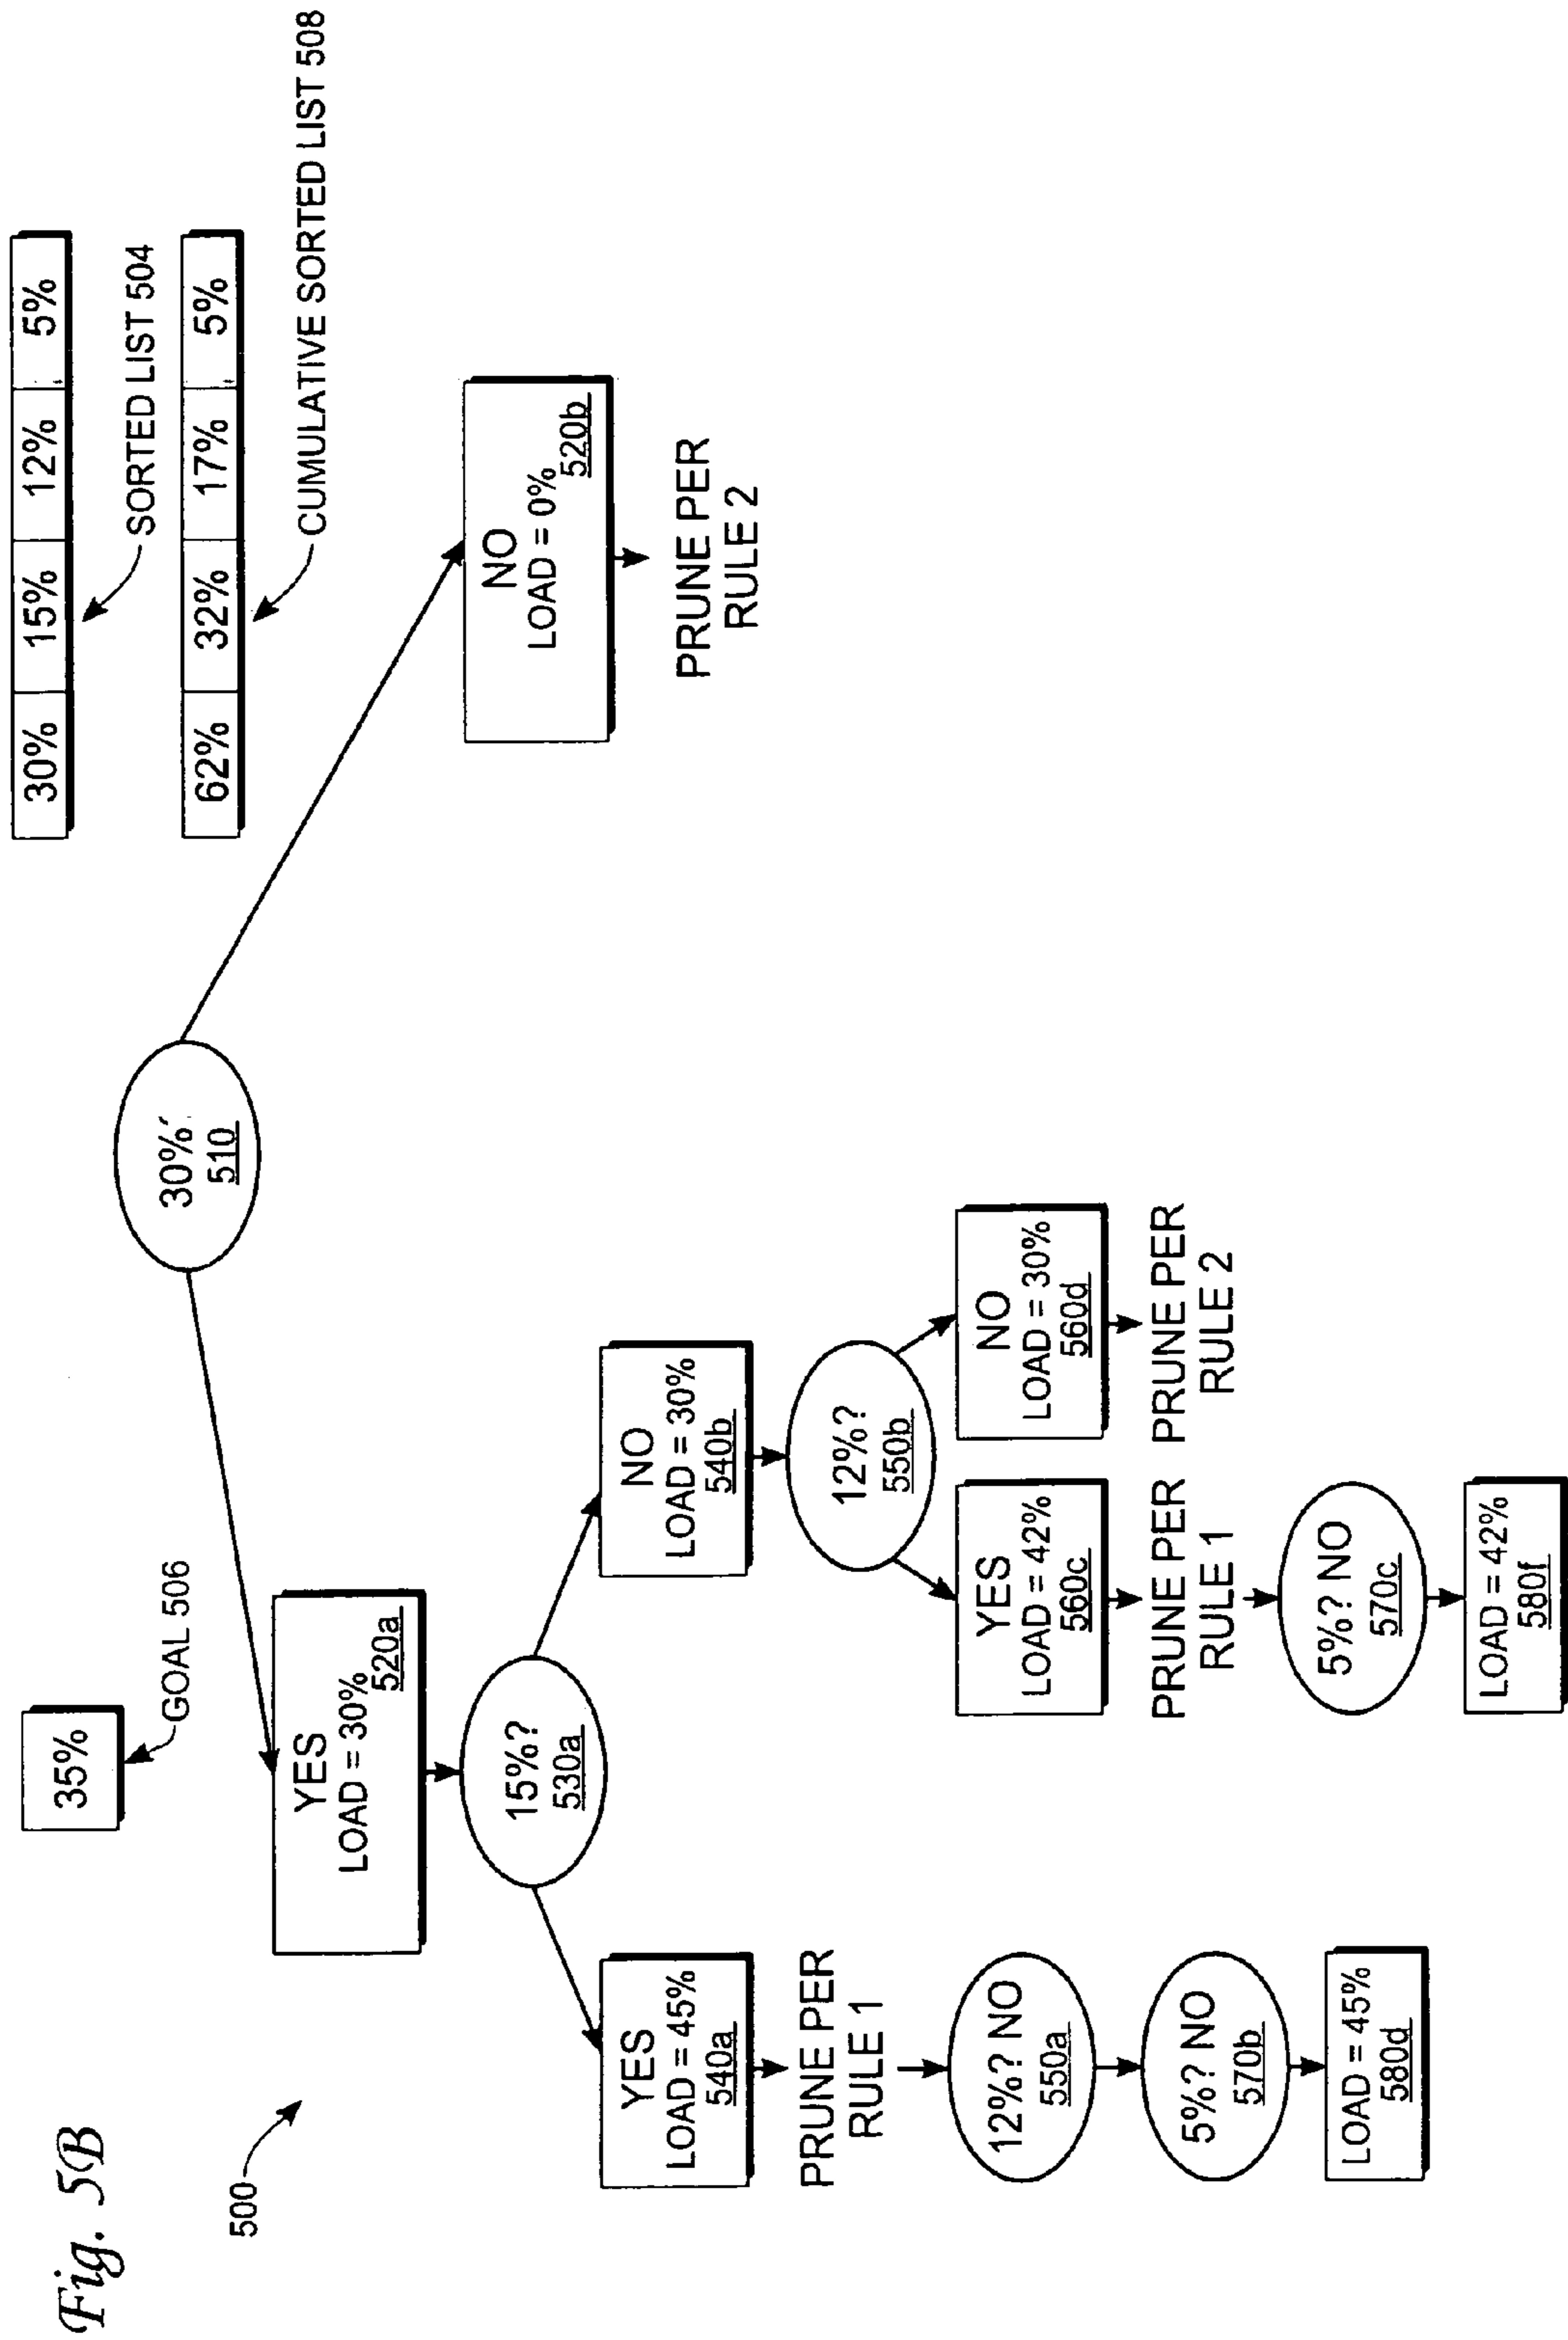 Fig. 5B
500
35%
GOAL 506
30% 15% 12% 5%
SORTED LIST 504
62% 32% 17% 5%
CUMULATIVE SORTED LIST 508
30%?
510
YES
LOAD = 30%
520a
NO
LOAD = 0%
520b
PRUNE PER
RULE 2
15%?
530a
YES
LOAD = 45%
540a
PRUNE PER
RULE 1
12%? NO
550a
5%? NO
570b
LOAD = 45%
580d
NO
LOAD = 30%
540b
12%?
550b
YES
LOAD = 42%
560c
PRUNE PER
RULE 1
5%? NO
570c
LOAD = 42%
580f
NO
LOAD = 30%
560d
PRUNE PER
RULE 2